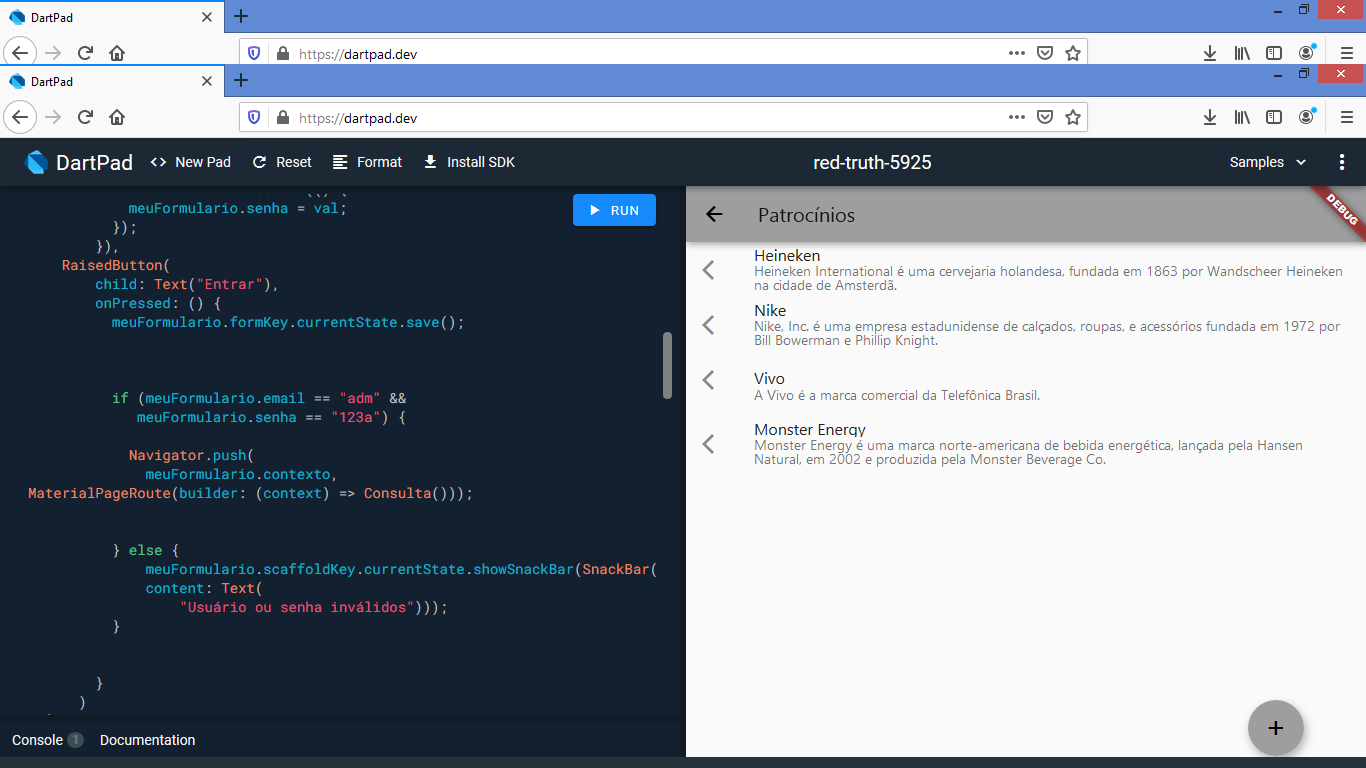 DartPad
https://dartpad.dev
DartPad
https://dartpad.dev
DartPad
<> New Pad
Reset
Format
Install SDK
red-truth-5925
Samples
meuFormulario.senha = val;
});
}),
RaisedButton(
child: Text("Entrar"),
onPressed: () {
meuFormulario.formKey.currentState.save();
if (meuFormulario.email == "adm" &&
meuFormulario.senha == "123a") {
Navigator.push(
meuFormulario.contexto,
MaterialPageRoute(builder: (context) => Consulta()));
} else {
meuFormulario.scaffoldKey.currentState.showSnackBar(SnackBar(
content: Text(
"Usuário ou senha inválidos")));
}
}
)
RUN
Console 1
Documentation
Patrocínios
DEBUG
Heineken
Heineken International é uma cervejaria holandesa, fundada em 1863 por Wandscheer Heineken
na cidade de Amsterdã.
Nike
Nike, Inc. é uma empresa estadunidense de calçados, roupas, e acessórios fundada em 1972 por
Bill Bowerman e Phillip Knight.
Vivo
A Vivo é a marca comercial da Telefônica Brasil.
Monster Energy
Monster Energy é uma marca norte-americana de bebida energética, lançada pela Hansen
Natural, em 2002 e produzida pela Monster Beverage Co.
+